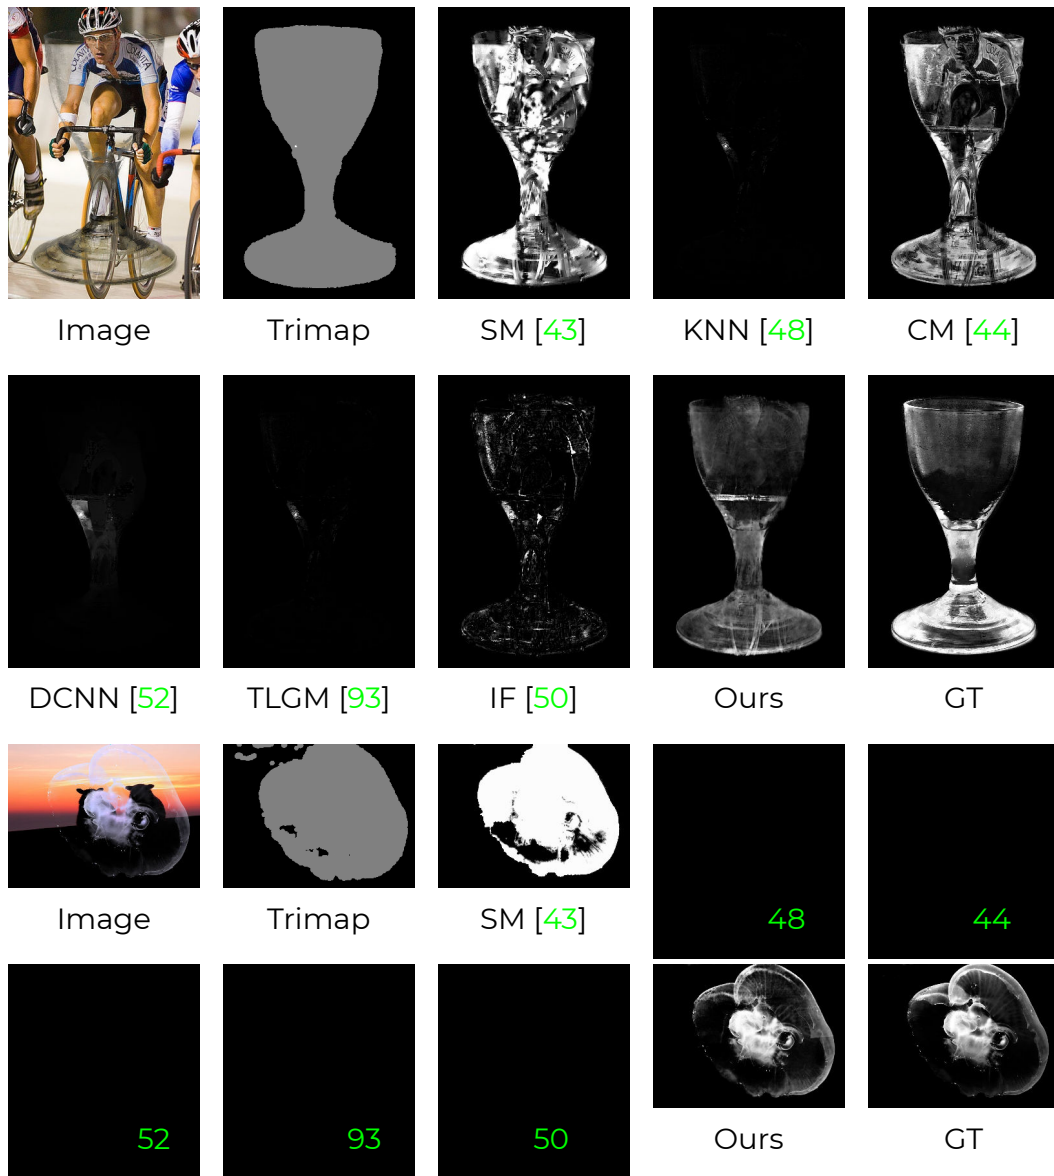 COLAVITA
Image Trimap SM [43] KNN [48] CM [44]
DCNN [52] TLGM [93] IF [50] Ours GT
Image Trimap SM [43] 48 44
52 93 50 Ours GT